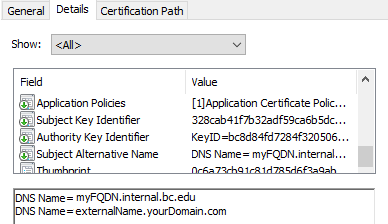 General Details Certification Path
Show: <All>
Field Value
Application Policies [1]Application Certificate Polic...
Subject Key Identifier 328cab41f7b32adf59ca6b5dc...
Authority Key Identifier KeyID=bc8d84fd7284f320506...
Subject Alternative Name DNS Name= myFQDN.internal...
Thumbprint 0c6a73cb91c81d785d6f3a9ab
DNS Name= myFQDN.internal.bc.edu
DNS Name= externalName.yourDomain.com